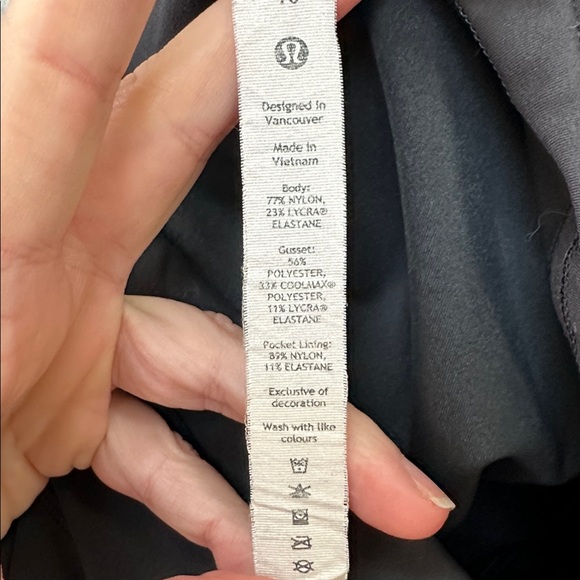 Designed in
Vancouver
Made in
Vietnam
Body:
77% NYLON,
23% LYCRA®
ELASTANE
Gusset:
56%
POLYESTER,
33% COOLMAX®
POLYESTER,
11% LYCRA®
ELASTANE
Pocket Lining:
89% NYLON,
11% ELASTANE
Exclusive of
decoration
Wash with like
colours